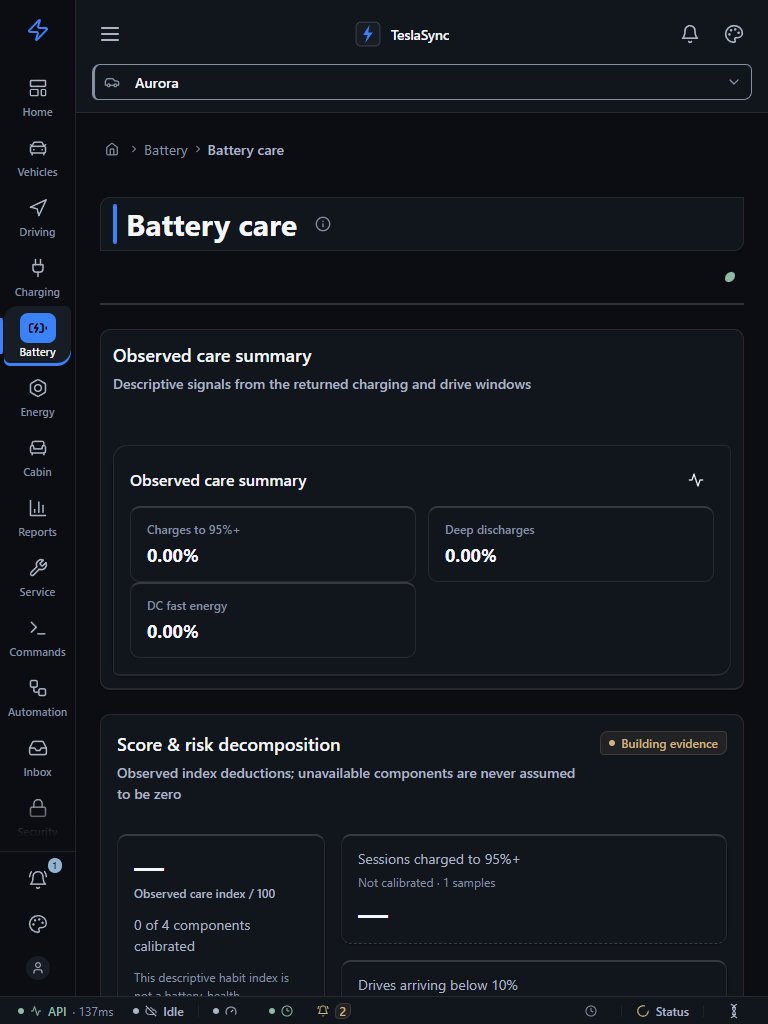 TeslaSync
Aurora
Home
Vehicles
Driving
Charging
Battery
Energy
Cabin
Reports
Service
Commands
Automation
Inbox
Security
1
Battery
Battery care
Battery care
Observed care summary
Descriptive signals from the returned charging and drive windows
Observed care summary
Charges to 95%+
0.00%
Deep discharges
0.00%
DC fast energy
0.00%
Score & risk decomposition
Building evidence
Observed index deductions; unavailable components are never assumed
to be zero
Observed care index / 100
0 of 4 components
calibrated
This descriptive habit index is
not a battery-health
Sessions charged to 95%+
Not calibrated · 1 samples
Drives arriving below 10%
API · 137ms
Idle
2
Status